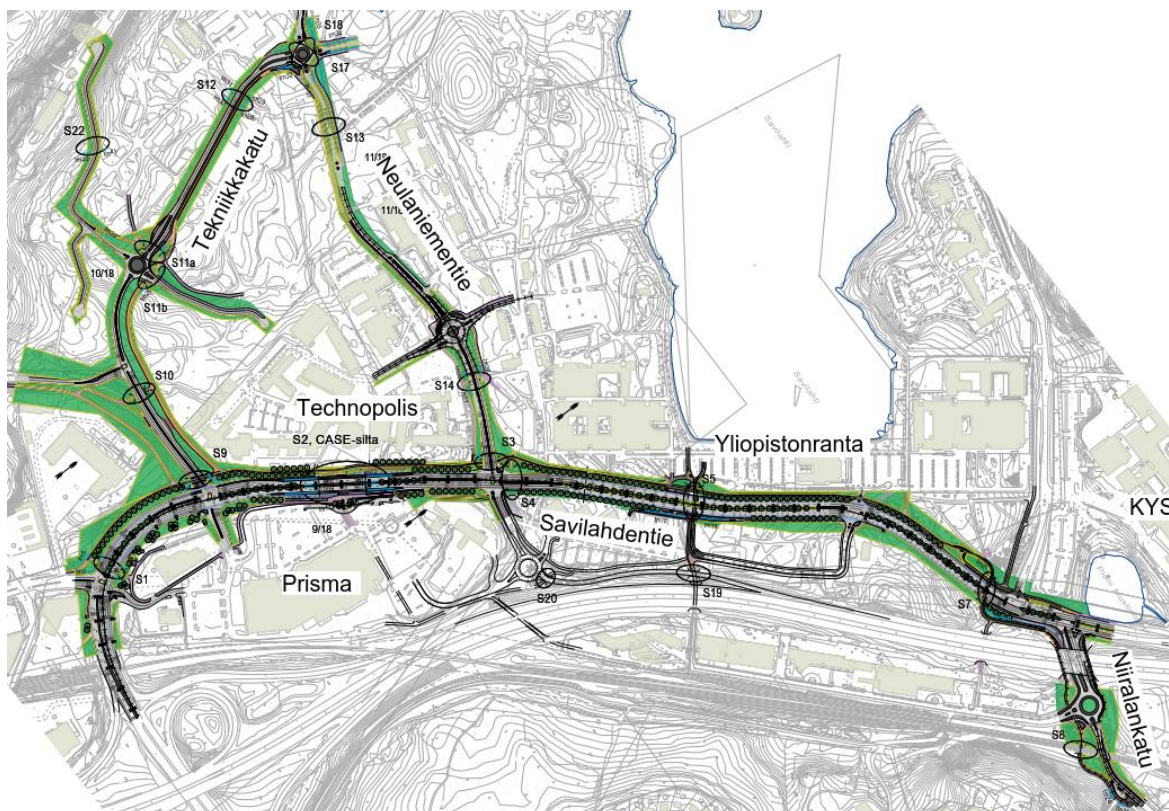 S18
S17
S12
S13
S22
Tekniikkakatu
11/18
Neulaniementie
11/18
Savilahti
S11a
10/18
S11b
S14
S10
Technopolis
S2, CASE-silta
S3
S9
Yliopistonranta
S5
S4
Savilahdentie
KYS
9/18
Prisma
S1
S20
S19
S7
Niiralankatu
S8